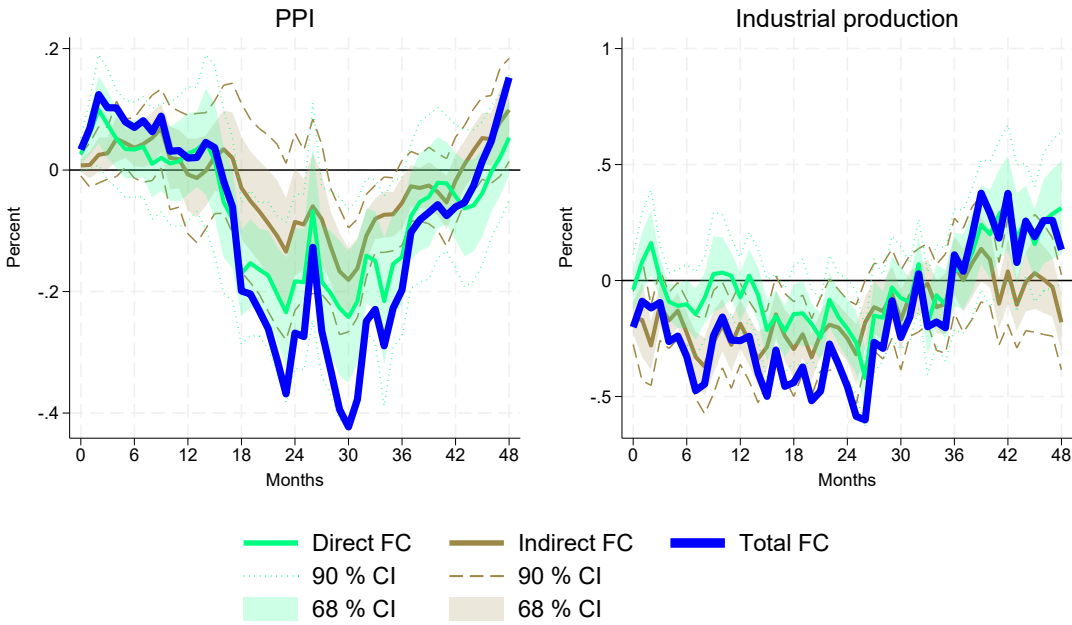 PPI
Industrial production
Percent
.2
0
-.2
-.4
0 6 12 18 24 30 36 42 48
Months
Percent
1
.5
0
-.5
0 6 12 18 24 30 36 42 48
Months
Direct FC Indirect FC Total FC
90 % CI 90 % CI
68 % CI 68 % CI